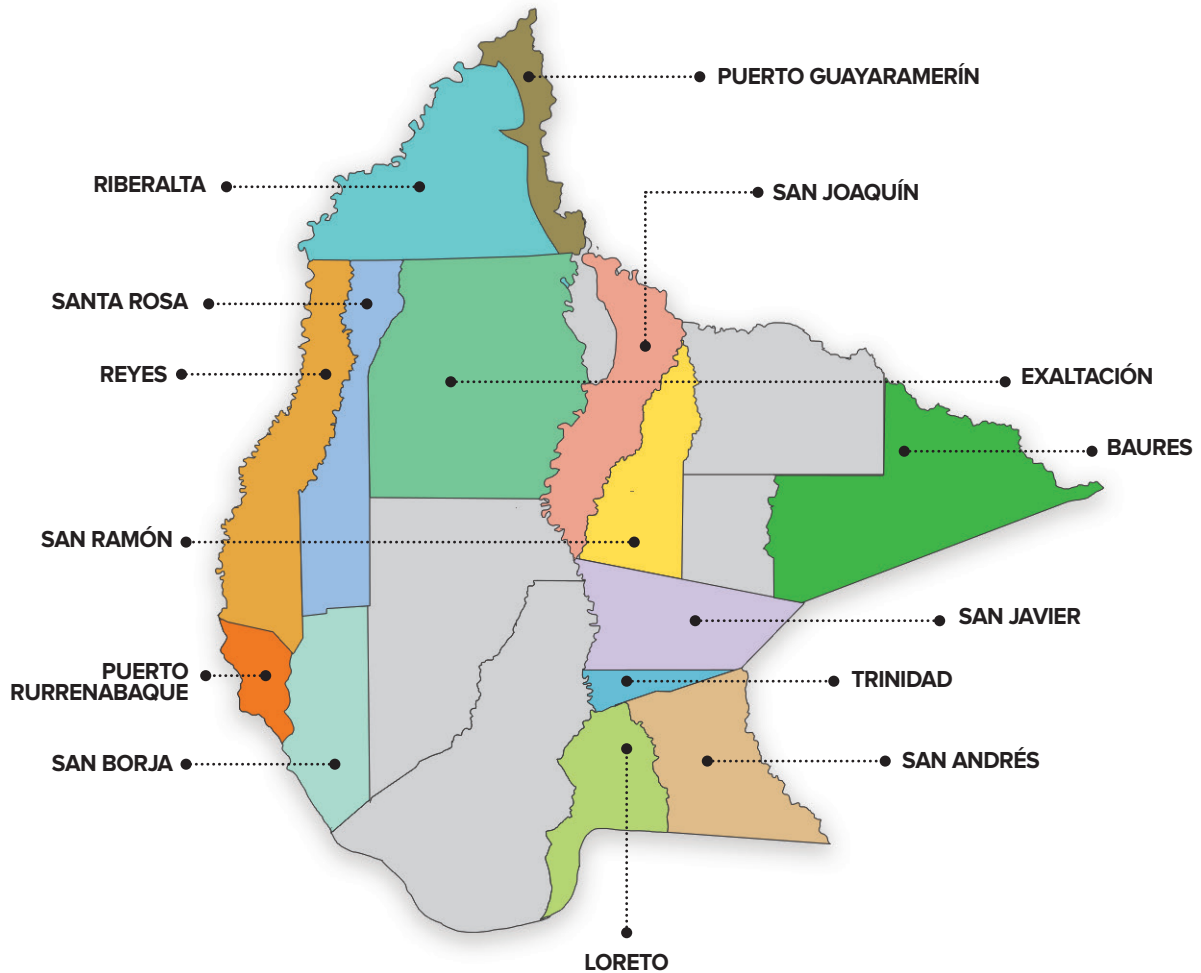 PUERTO GUAYARAMERÍN
RIBERALTA
SAN JOAQUÍN
SANTA ROSA
REYES
EXALTACIÓN
BAURES
SAN RAMÓN
SAN JAVIER
PUERTO
RURRENABAQUE
TRINIDAD
SAN BORJA
SAN ANDRÉS
LORETO